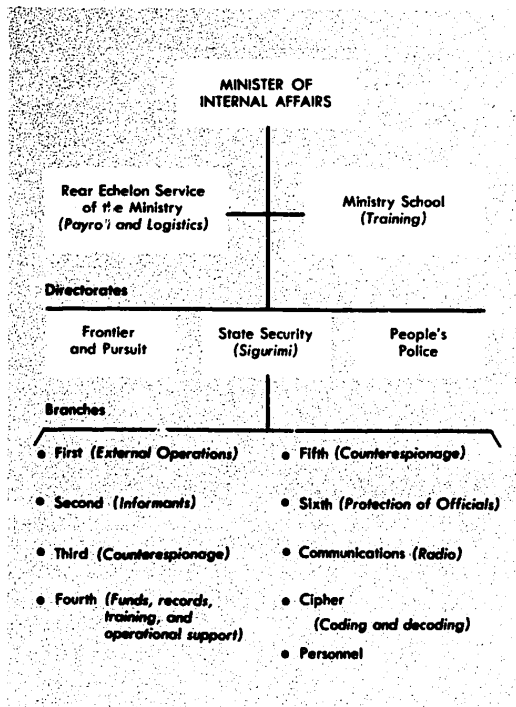 MINISTER OF
INTERNAL AFFAIRS
Rear Echelon Service
of the Ministry
(Payroll and Logistics)
Ministry School
(Training)
Directorates
Frontier
and Pursuit
State Security
(Sigurimi)
People's
Police
Branches
• First (External Operations)
• Second (Informants)
• Third (Counterespionage)
• Fourth (Funds, records,
training, and
operational support)
• Fifth (Counterespionage)
• Sixth (Protection of Officials)
• Communications (Radio)
• Cipher
(Coding and decoding)
• Personnel